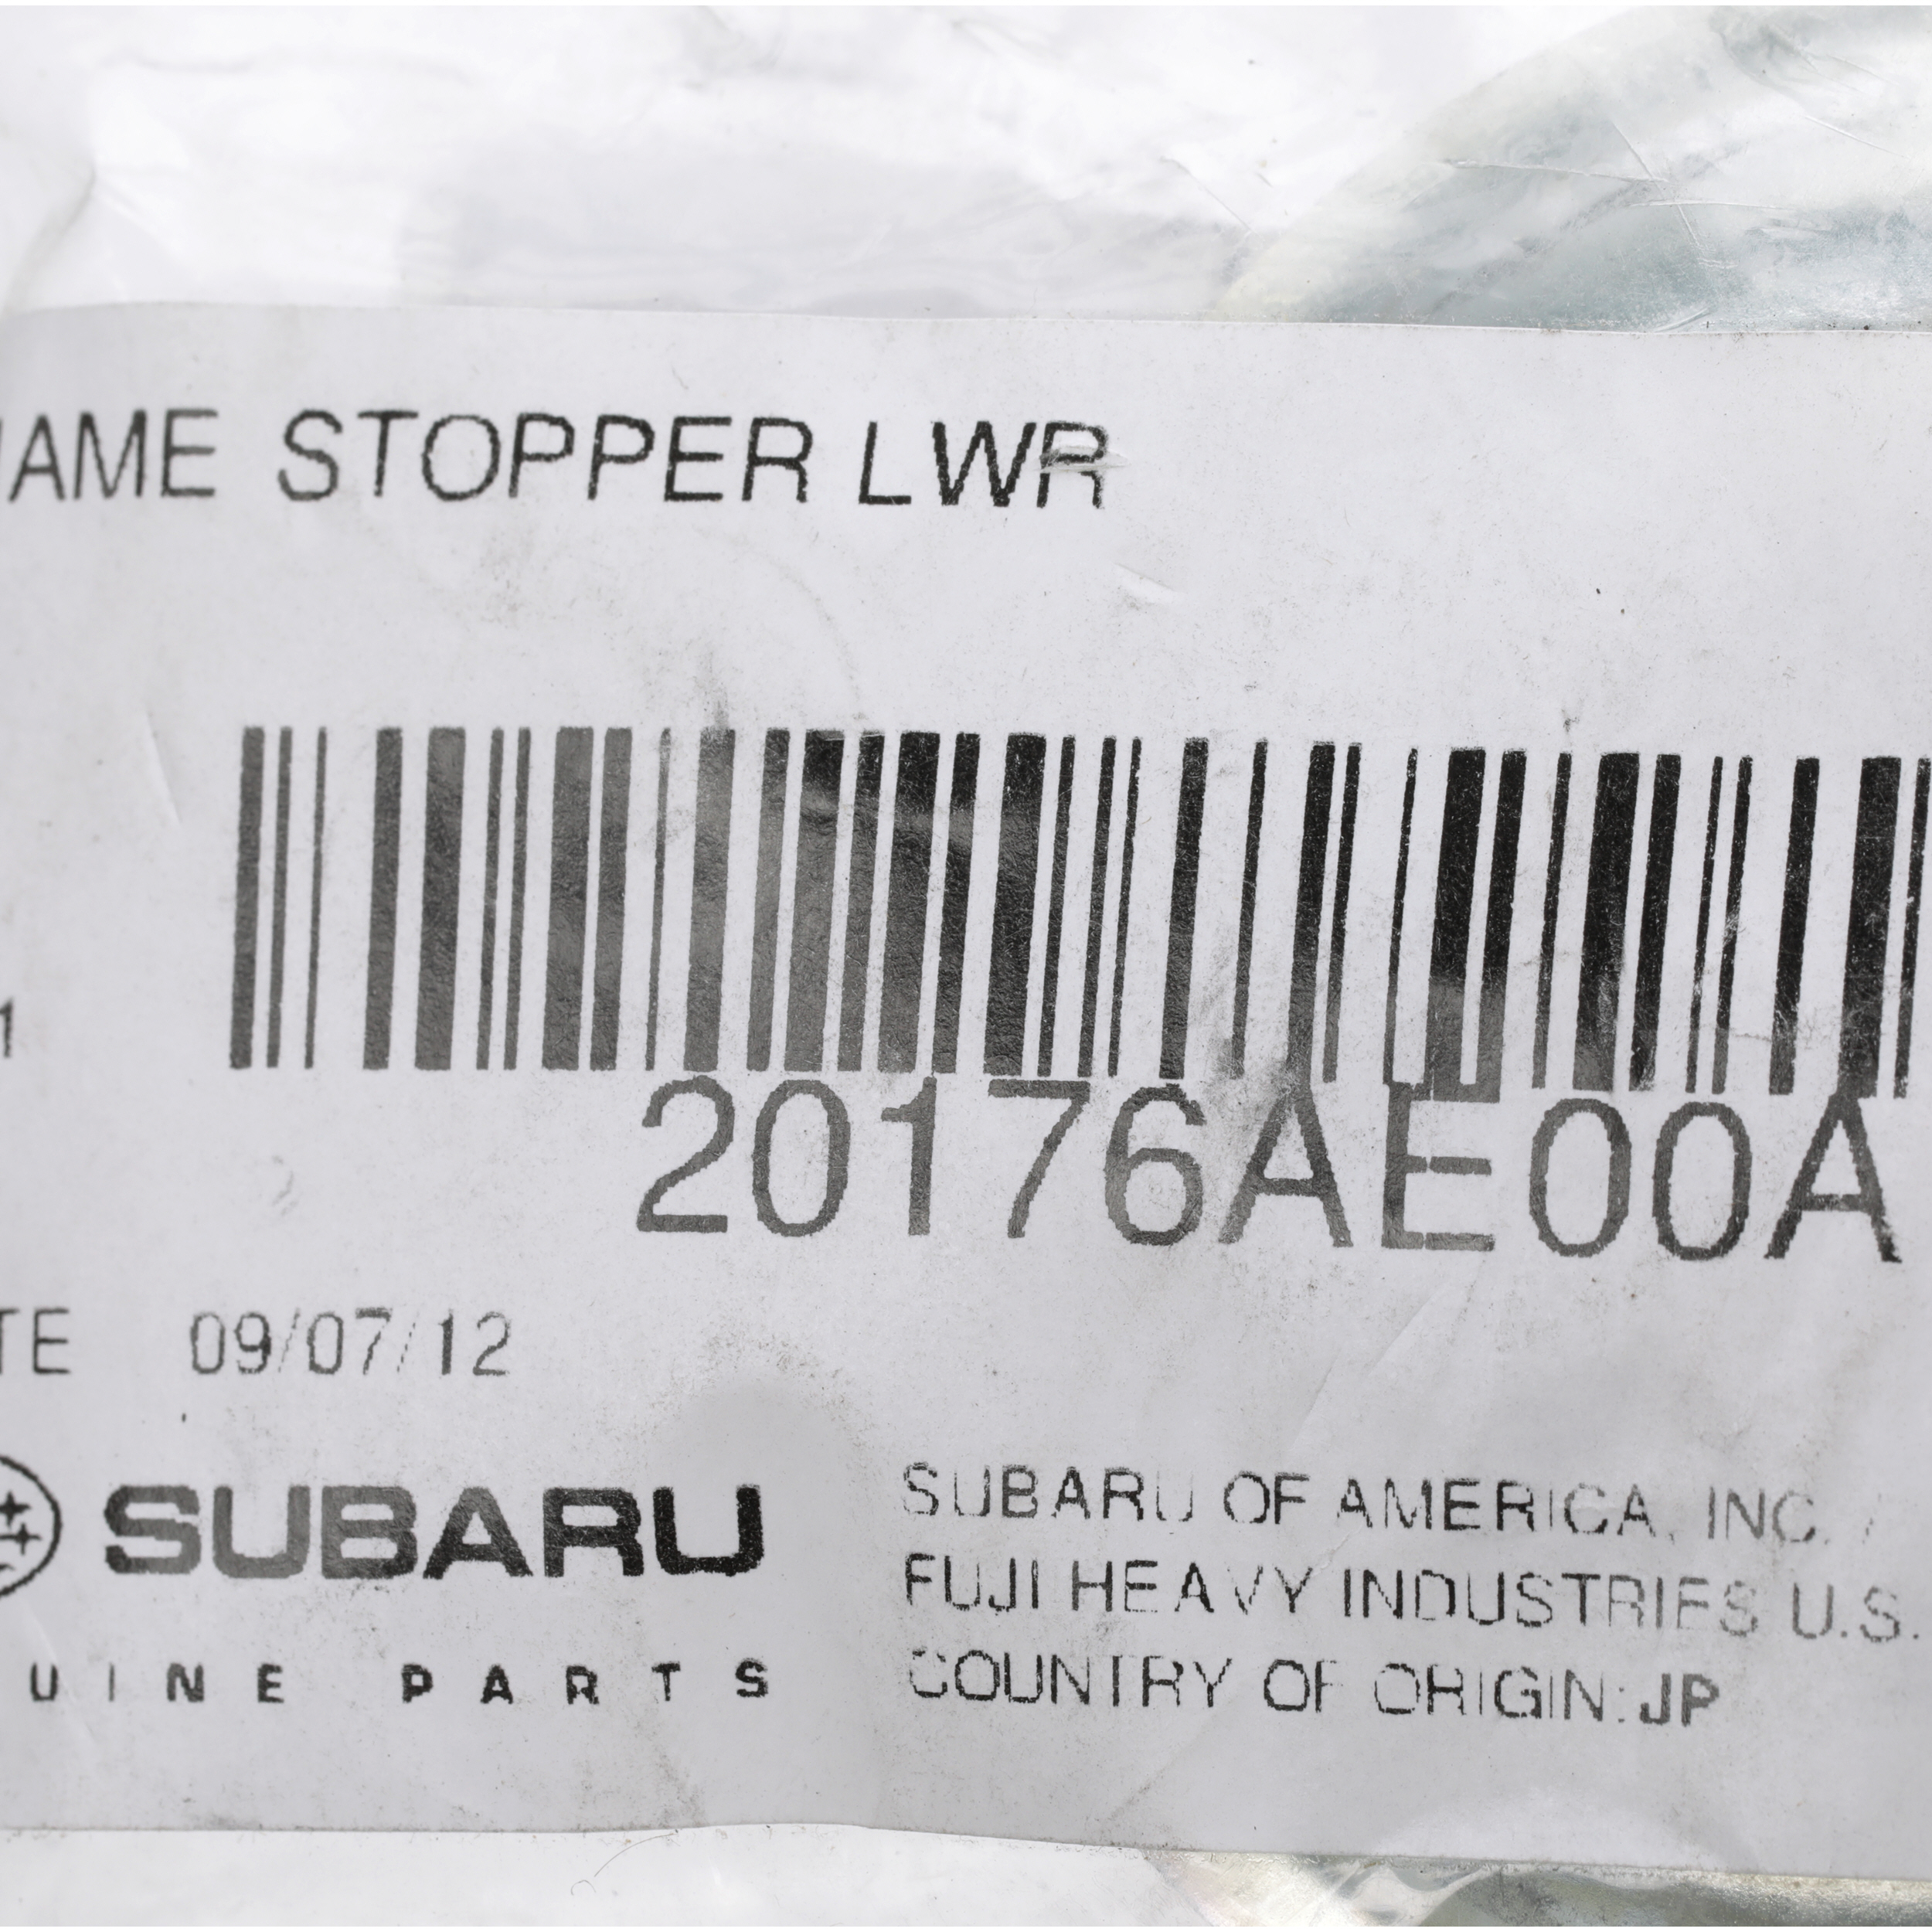 NAME STOPPER LWR
1
20176AE00A
TE 09/07/12
SUBARU
UINE PARTS
SUBARU OF AMERICA, INC. /
FUJI HEAVY INDUSTRIES U.S.
COUNTRY OF ORIGIN: JP